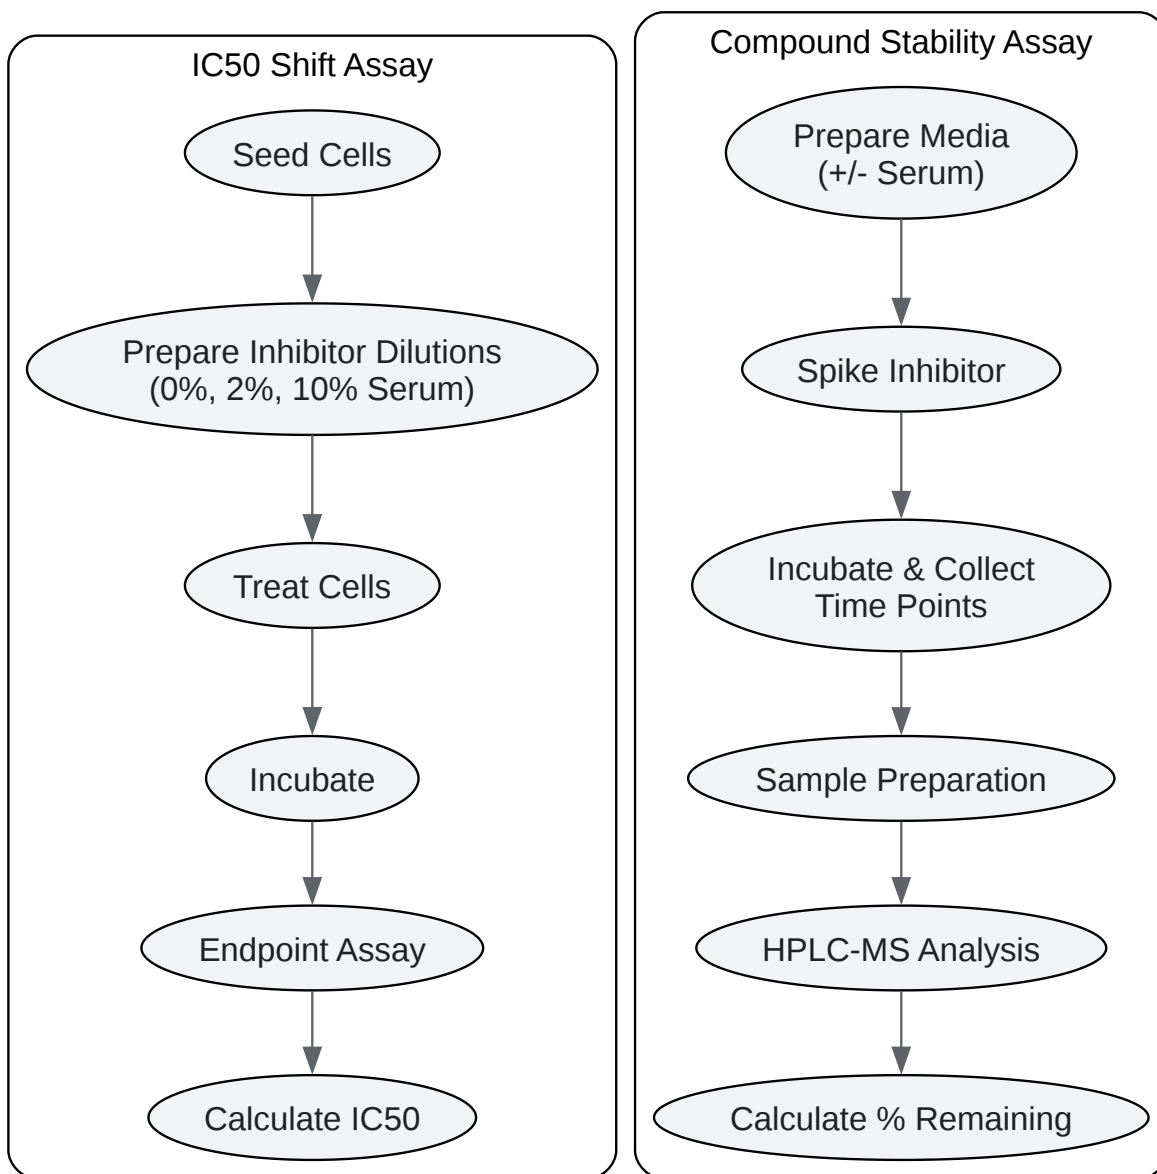 IC50 Shift Assay
Seed Cells
Prepare Inhibitor Dilutions
(0%, 2%, 10% Serum)
Treat Cells
Incubate
Endpoint Assay
Calculate IC50
Compound Stability Assay
Prepare Media
(+/- Serum)
Spike Inhibitor
Incubate & Collect
Time Points
Sample Preparation
HPLC-MS Analysis
Calculate % Remaining